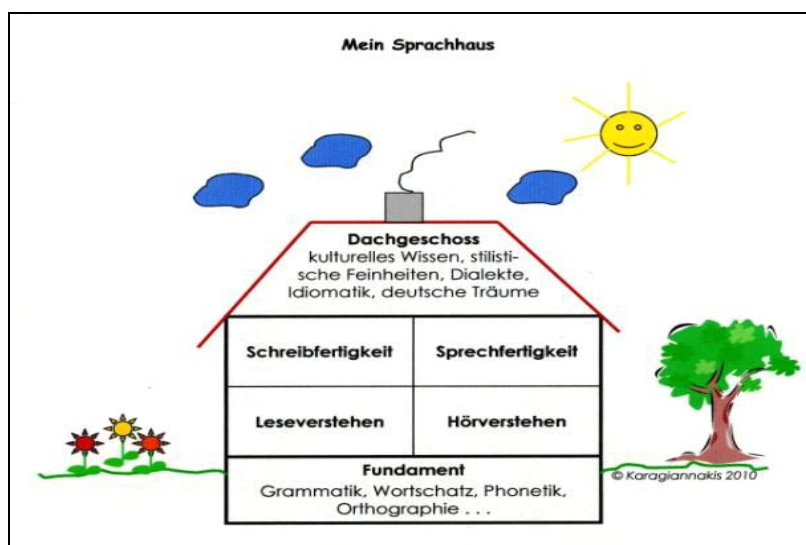 Mein Sprachhaus
Dachgeschoss
kulturelles Wissen, stilisti-
sche Feinheiten, Dialekte,
Idiomatik, deutsche Träume
Schreibfertigkeit
Sprechfertigkeit
Leseverstehen
Hörverstehen
Fundament
Grammatik, Wortschatz, Phonetik,
Orthographie . . .
© Karagiannakis 2010